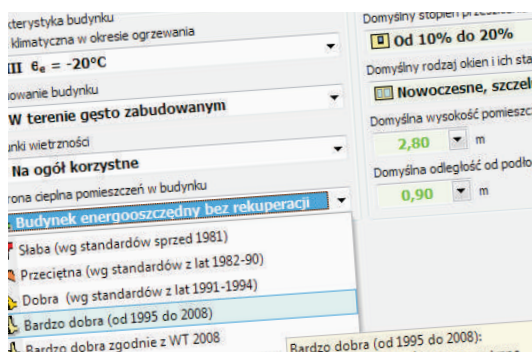 kterystyka budynku
klimatyczna w okresie ogrzewania
III θe = -20°C
owanie budynku
W terenie gęsto zabudowanym
nki wietrzności
Na ogół korzystne
rona cieplna pomieszczeń w budynku
Budynek energooszczędny bez rekuperacji
Słaba (wg standardów sprzed 1981)
Przeciętna (wg standardów z lat 1982-90)
Dobra (wg standardów z lat 1991-1994)
Bardzo dobra (od 1995 do 2008)
Bardzo dobra zgodnie z WT 2008
Domyślny stopień
Od 10% do 20%
Domyślny rodzaj okien i ich sta
Nowoczesne, szczel
Domyślna wysokość pomieszc
2,80 m
Domyślna odległość od podło
0,90 m
Bardzo dobra (od 1995 do 2008):